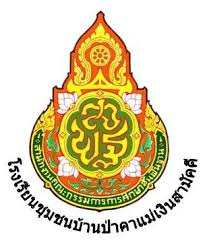 สำนักงานคณะกรรมการการศึกษาขั้นพื้นฐาน
โรงเรียนชุมชนบ้านป่าคาแม่เงินสามัคคี